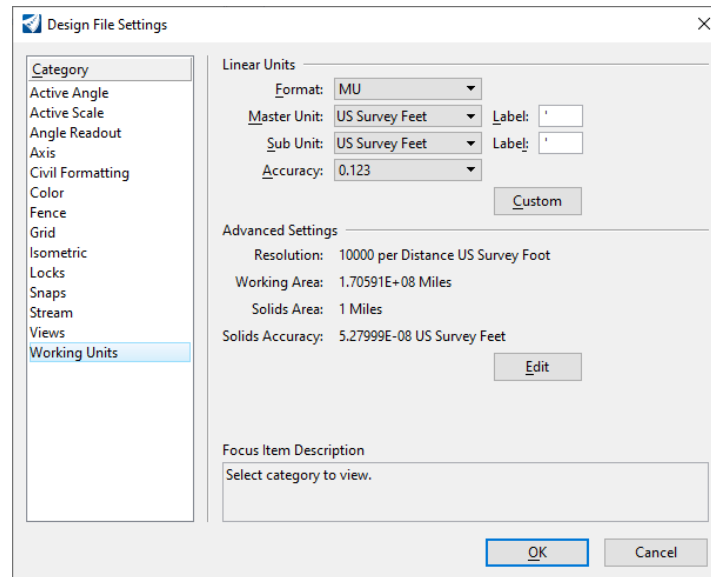 Design File Settings
Category
Active Angle
Active Scale
Angle Readout
Axis
Civil Formatting
Color
Fence
Grid
Isometric
Locks
Snaps
Stream
Views
Working Units
Linear Units
Format: MU
Master Unit: US Survey Feet Label: '
Sub Unit: US Survey Feet Label: '
Accuracy: 0.123
Custom
Advanced Settings
Resolution: 10000 per Distance US Survey Foot
Working Area: 1.70591E+08 Miles
Solids Area: 1 Miles
Solids Accuracy: 5.27999E-08 US Survey Feet
Edit
Focus Item Description
Select category to view.
OK Cancel